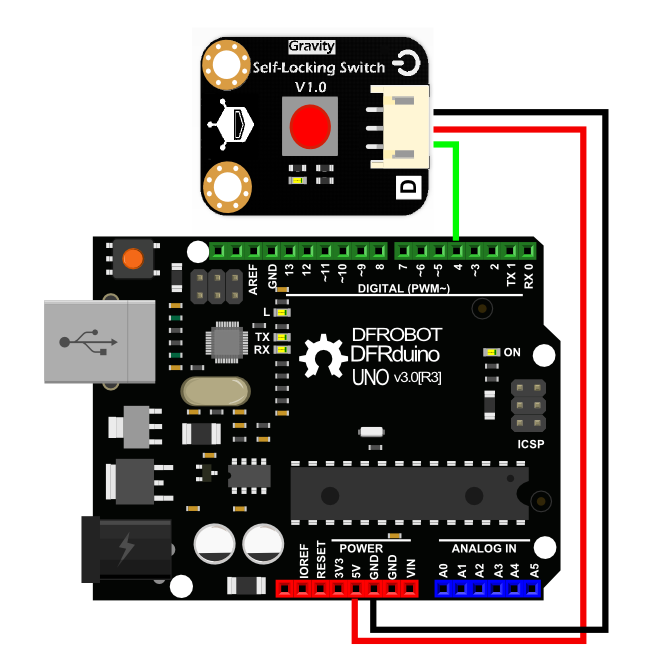 Gravity
Self-Locking Switch
V1.0
D
AREF
GND
13
12
~11
~10
~9
8
7
~6
~5
4
~3
2
TX 1
RX 0
DIGITAL (PWM~)
L
TX
RX
DFROBOT
DFRduino
UNO v3.0[R3]
ON
ICSP
POWER
ANALOG IN
IOREF
RESET
3V3
5V
GND
GND
VIN
A0
A1
A2
A3
A4
A5